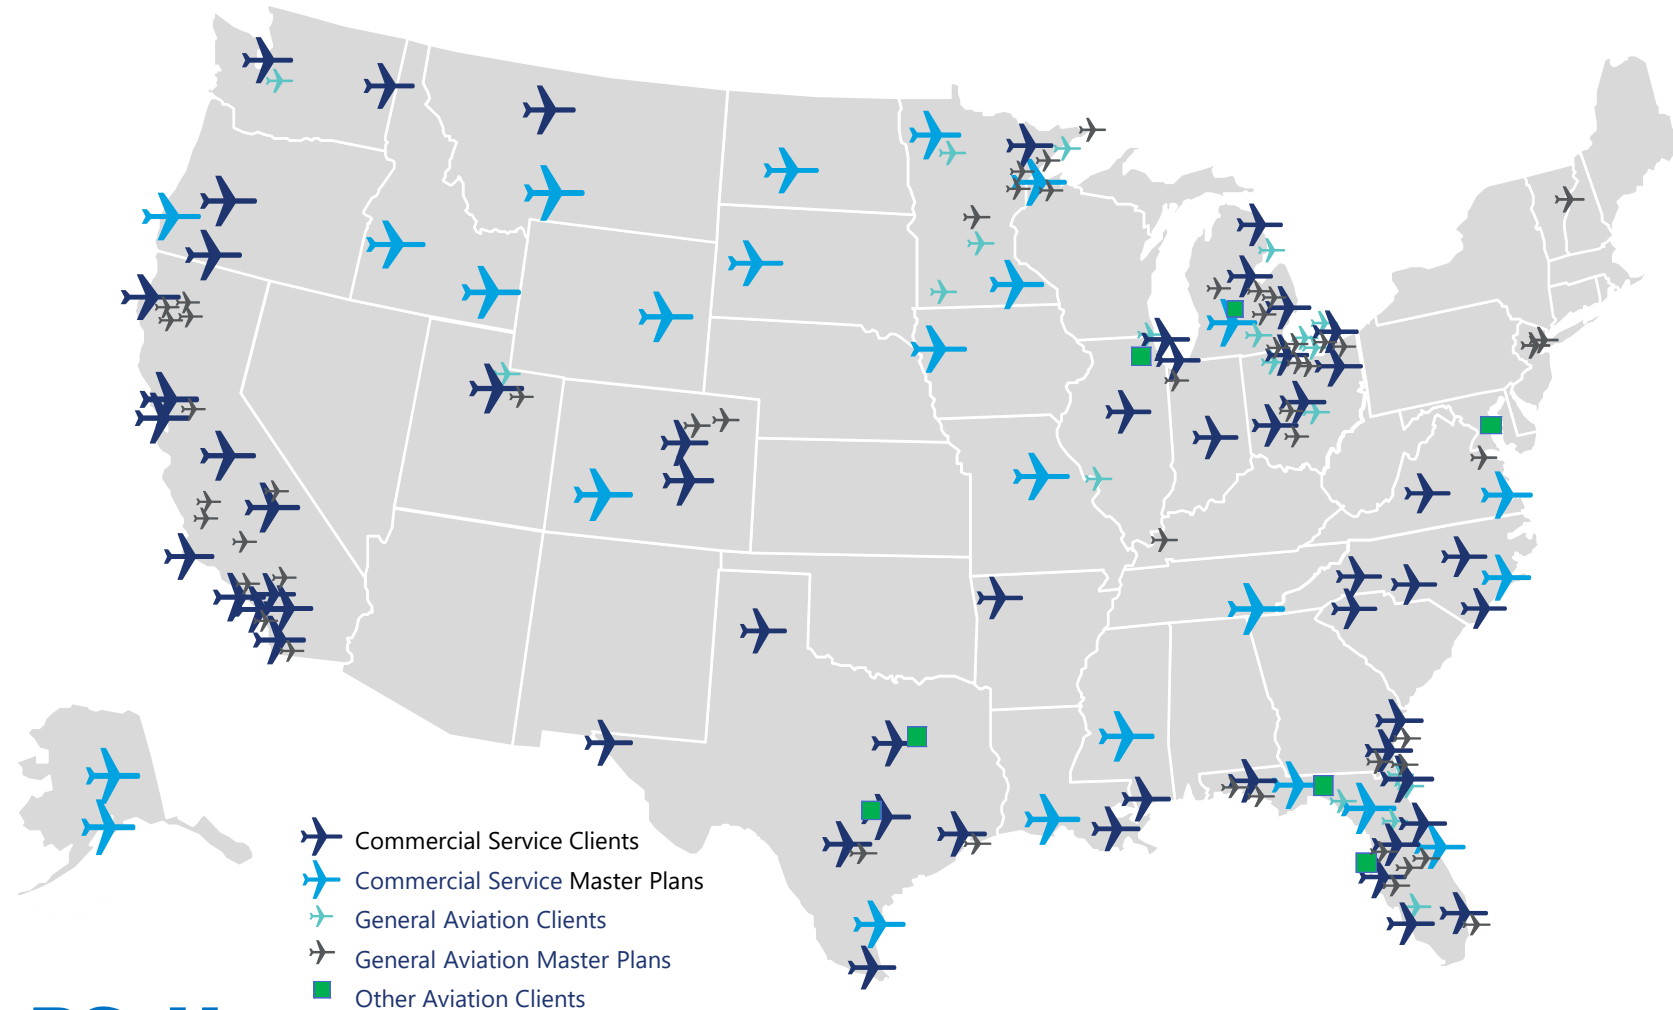 Commercial Service Clients
Commercial Service Master Plans
General Aviation Clients
General Aviation Master Plans
Other Aviation Clients